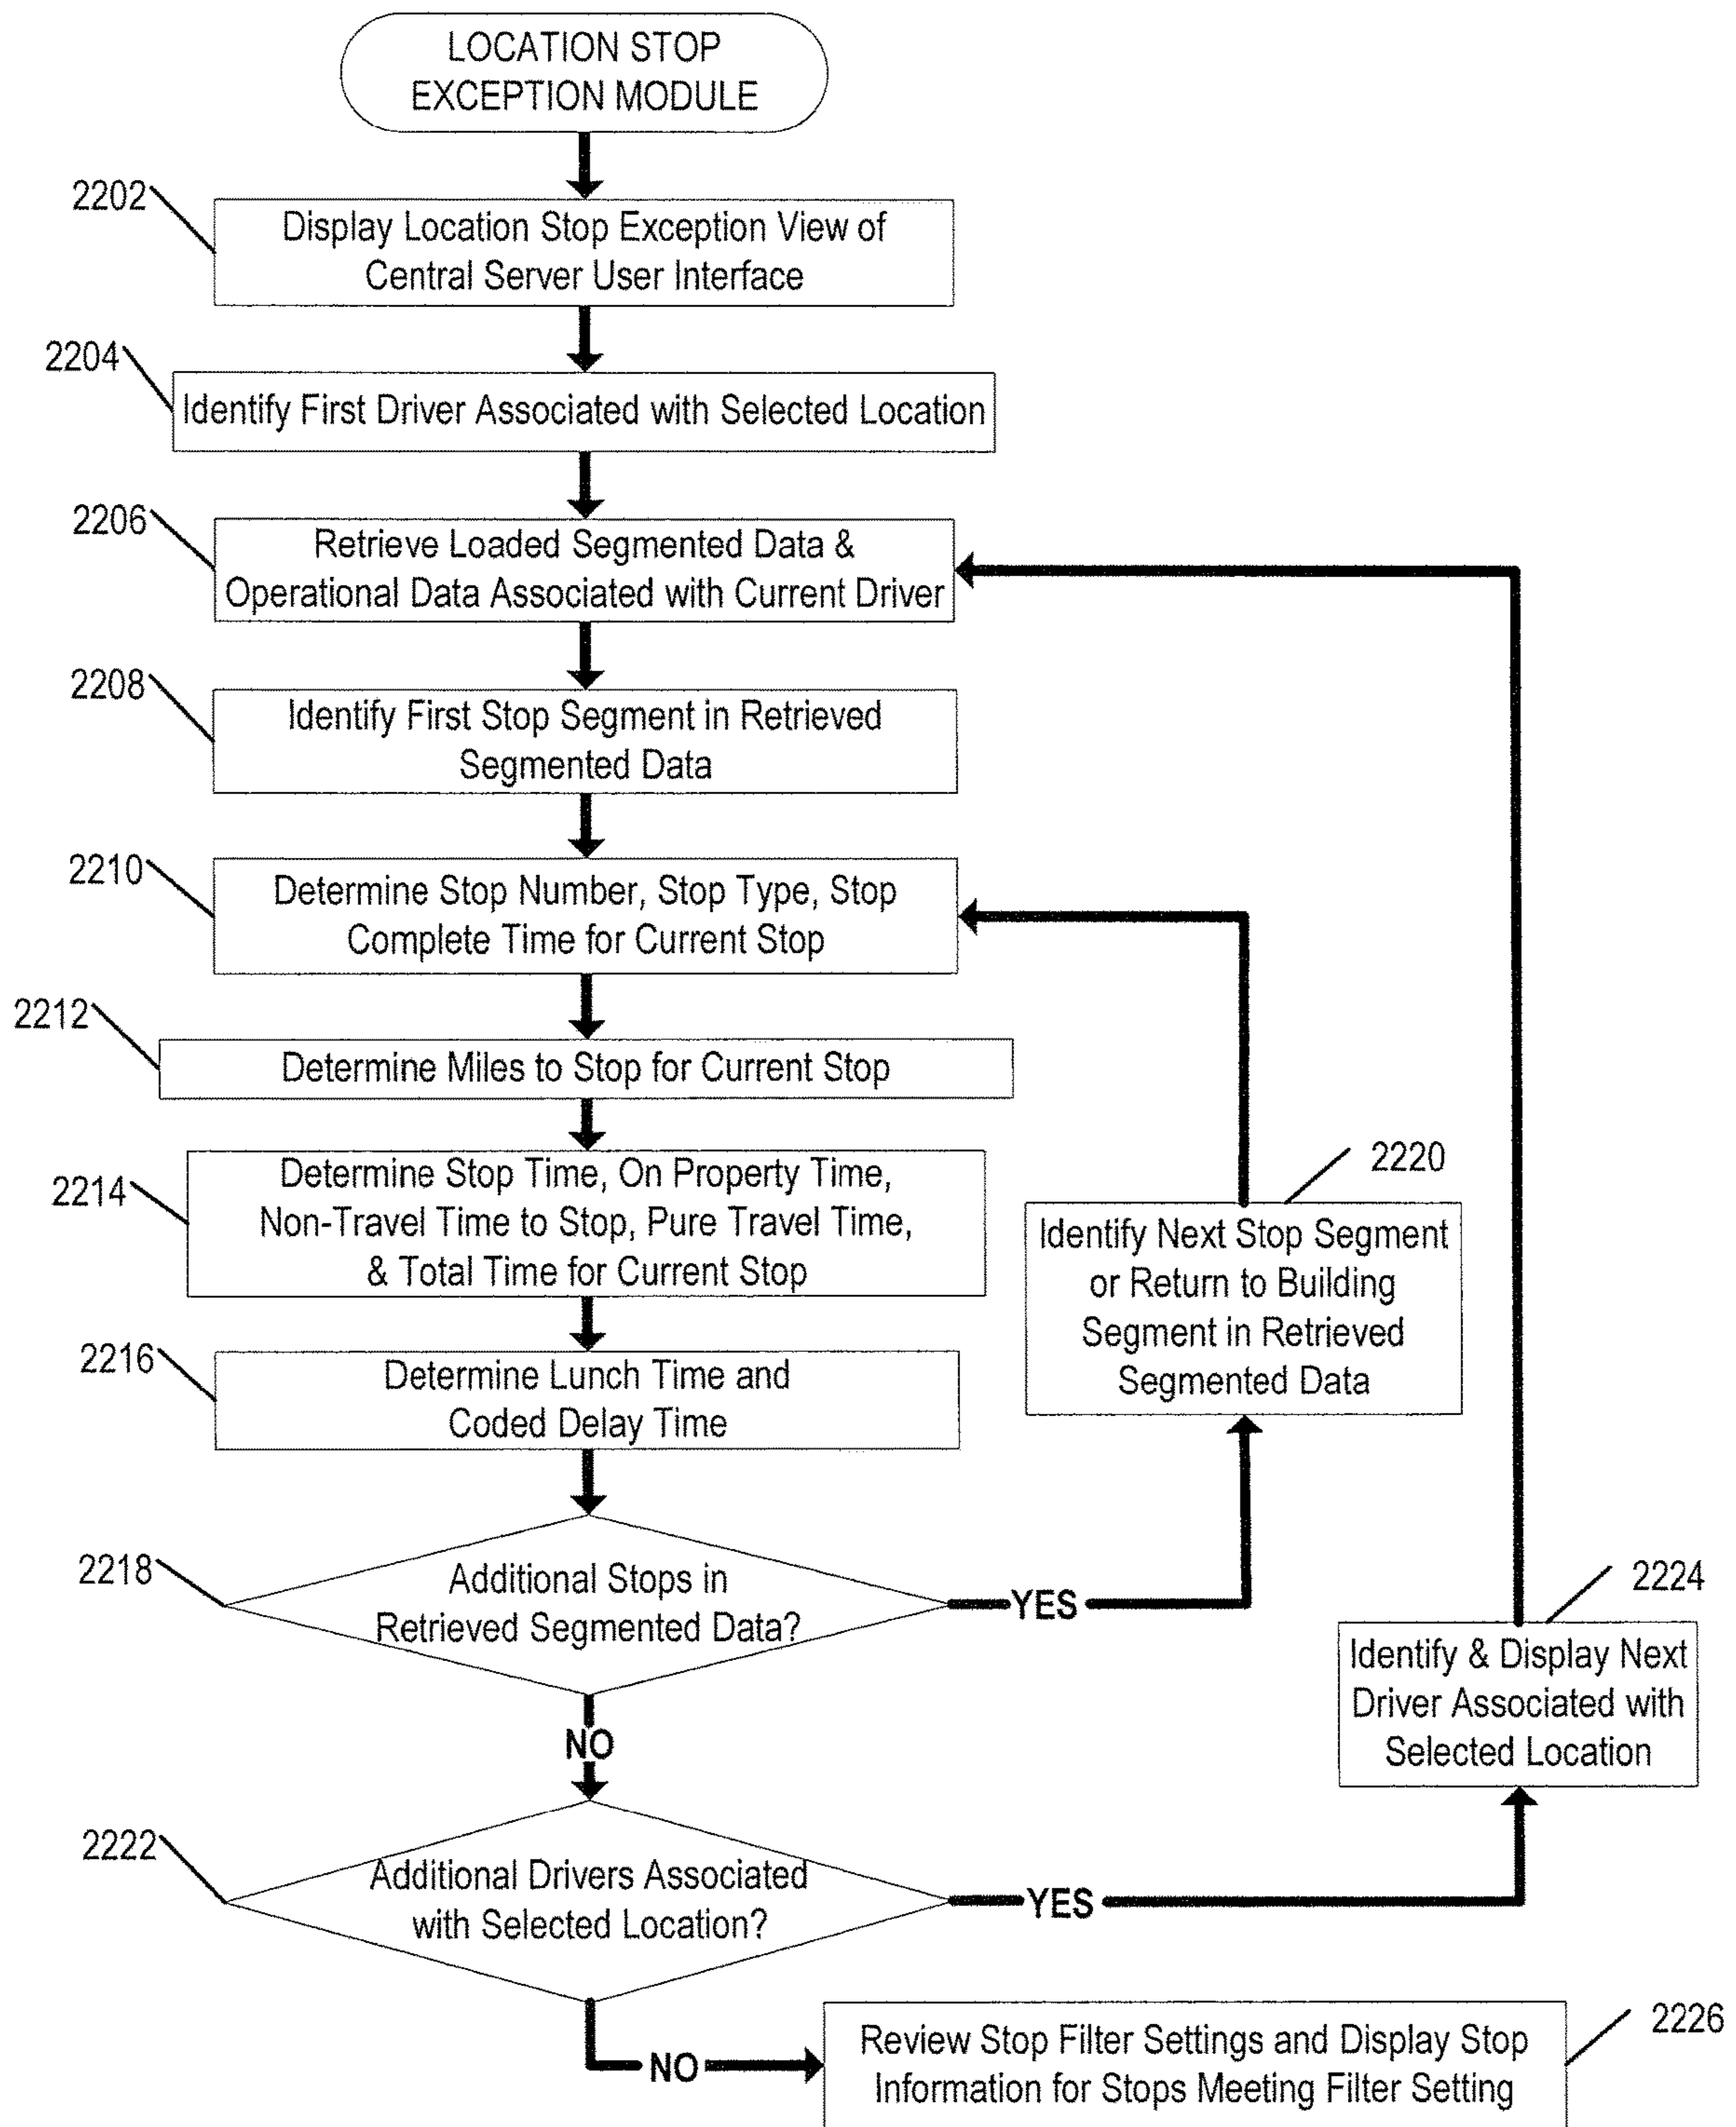 LOCATION STOP
EXCEPTION MODULE
2202
Display Location Stop Exception View of
Central Server User Interface
2204
Identify First Driver Associated with Selected Location
2206
Retrieve Loaded Segmented Data &
Operational Data Associated with Current Driver
2208
Identify First Stop Segment in Retrieved
Segmented Data
2210
Determine Stop Number, Stop Type, Stop
Complete Time for Current Stop
2212
Determine Miles to Stop for Current Stop
2214
Determine Stop Time, On Property Time,
Non-Travel Time to Stop, Pure Travel Time,
& Total Time for Current Stop
2220
Identify Next Stop Segment
or Return to Building
Segment in Retrieved
Segmented Data
2216
Determine Lunch Time and
Coded Delay Time
2218
Additional Stops in
Retrieved Segmented Data?
YES
2224
Identify & Display Next
Driver Associated with
Selected Location
NO
2222
Additional Drivers Associated
with Selected Location?
YES
NO
2226
Review Stop Filter Settings and Display Stop
Information for Stops Meeting Filter Setting